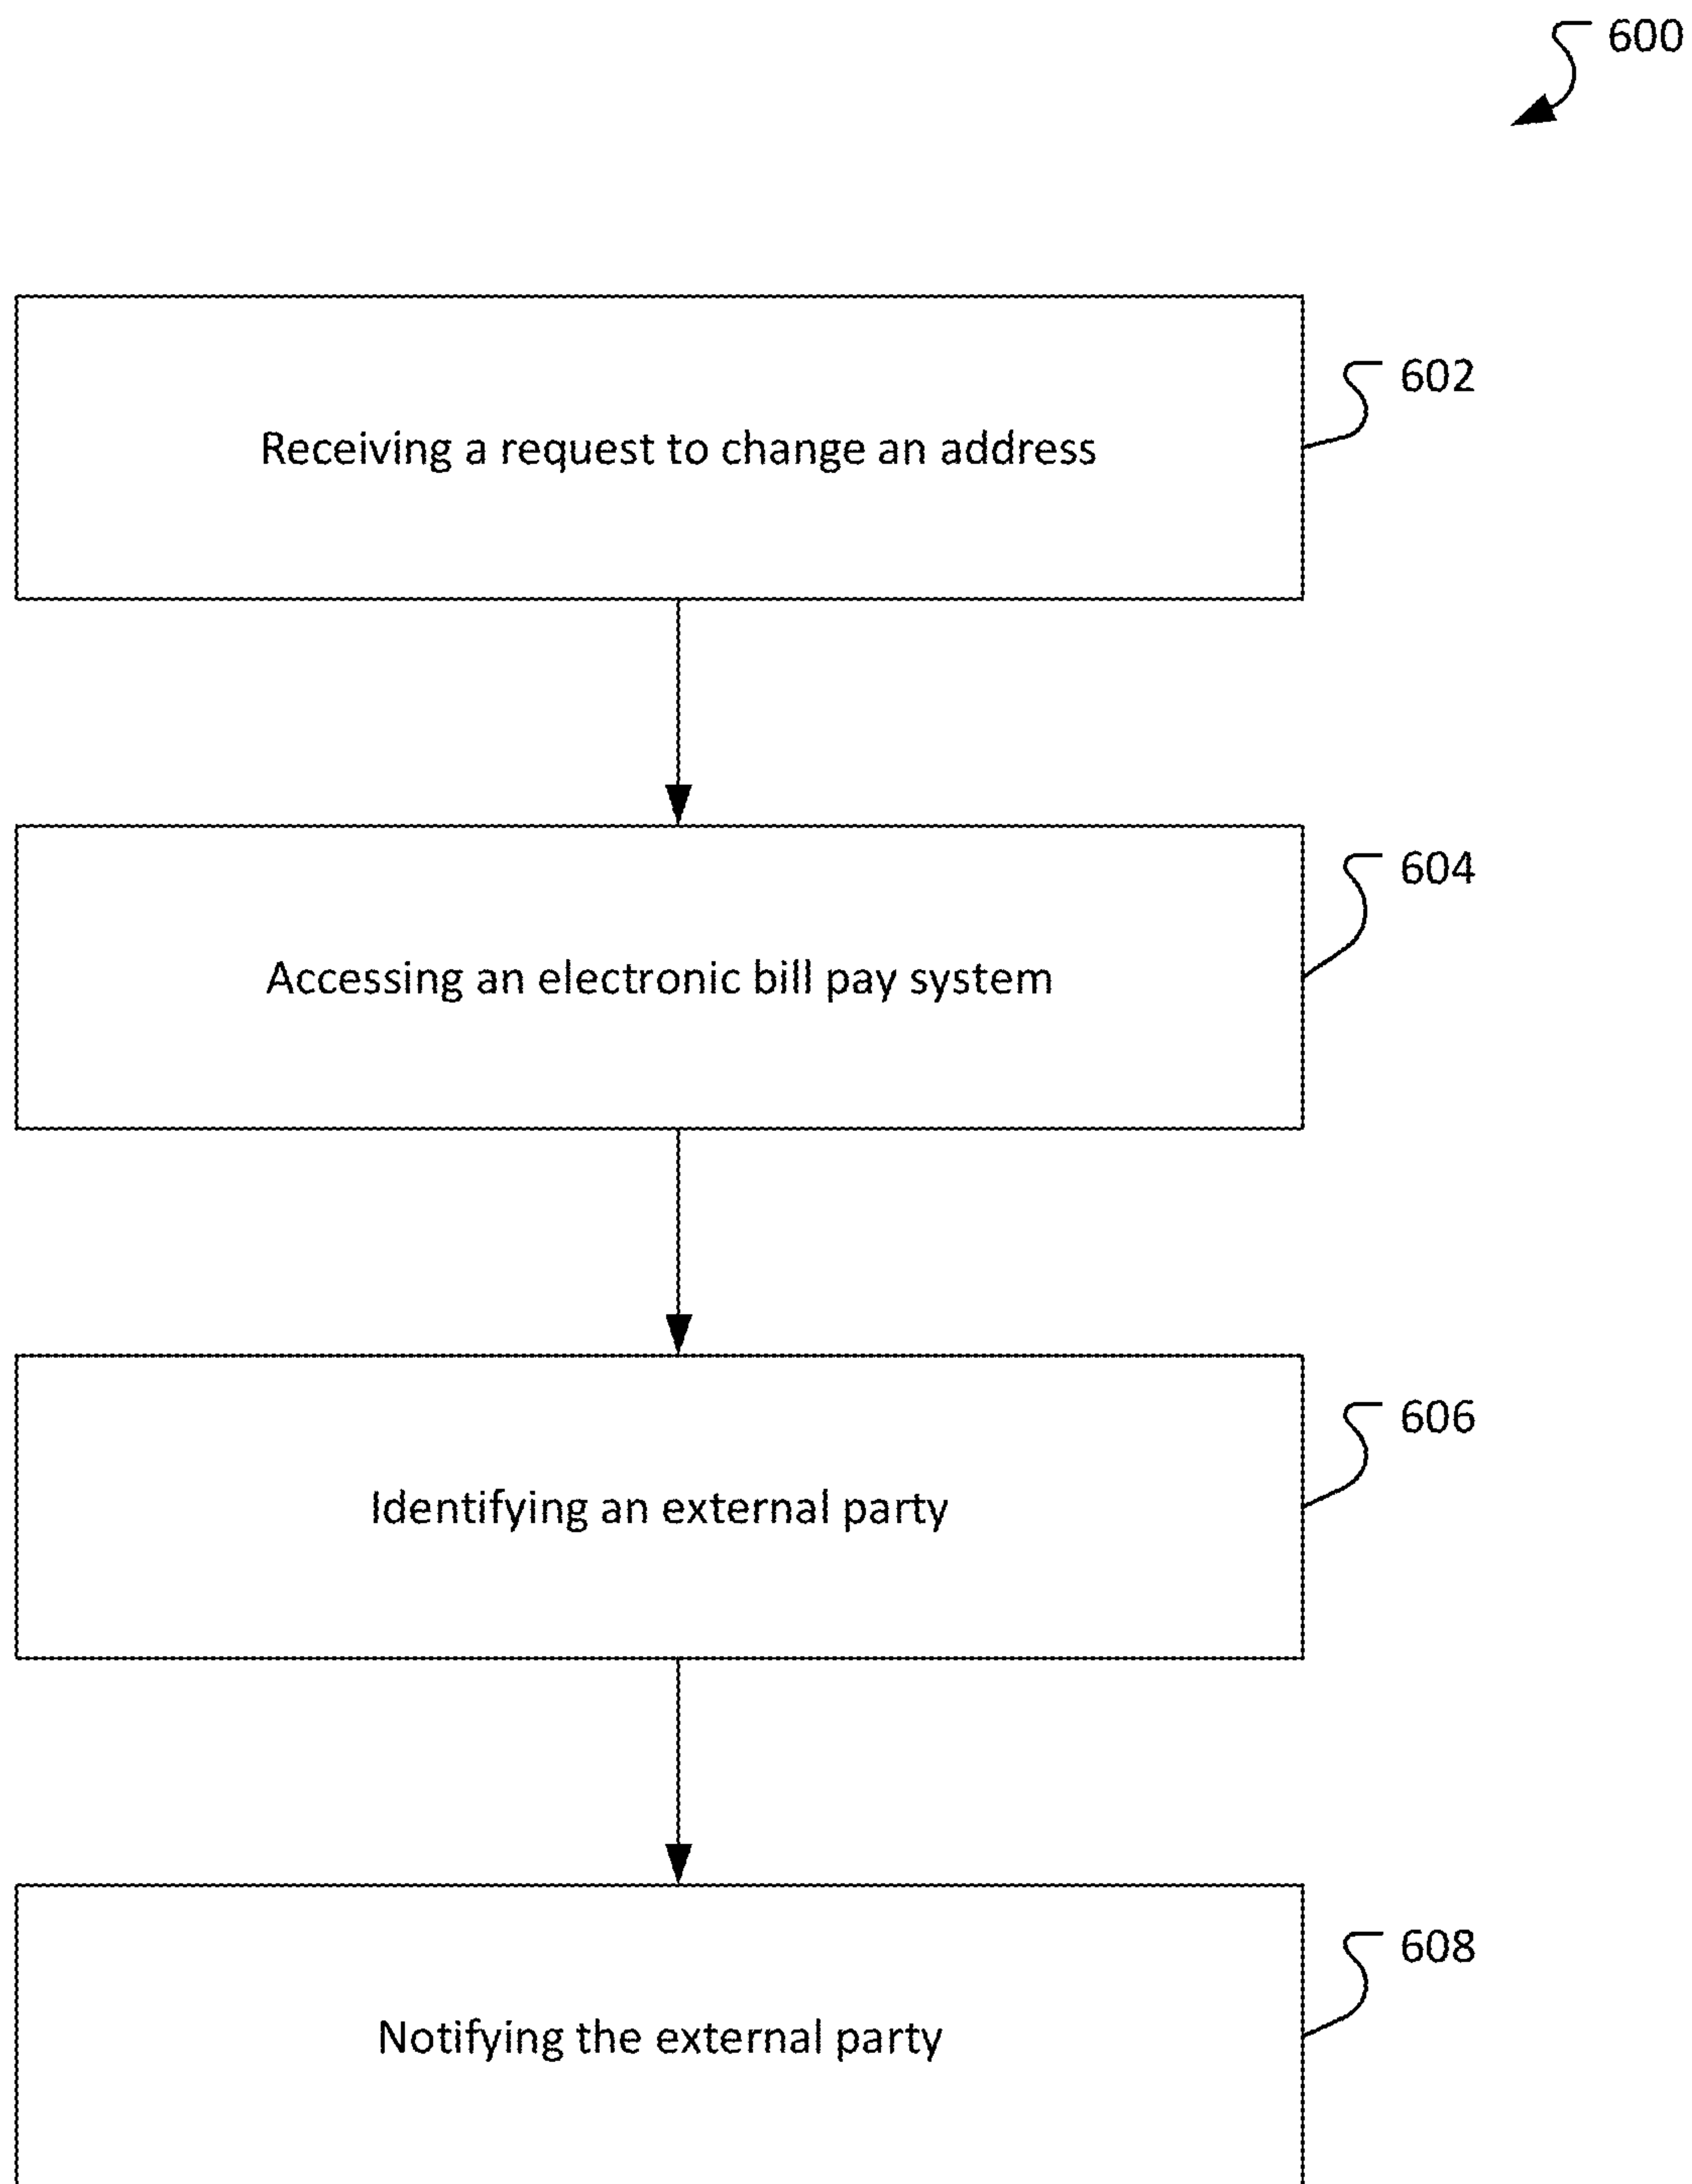 600
Receiving a request to change an address
602
Accessing an electronic bill pay system
604
Identifying an external party
606
Notifying the external party
608